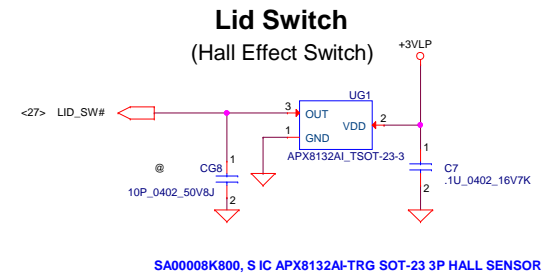 Lid Switch
(Hall Effect Switch)
+3VLP
UG1
<27> LID_SW#
3 OUT
VDD 2
1 GND
APX8132AI_TSOT-23-3
@
CG8 1
10P_0402_50V8J
2
1
C7
.1U_0402_16V7K
2
SA00008K800, S IC APX8132AI-TRG SOT-23 3P HALL SENSOR